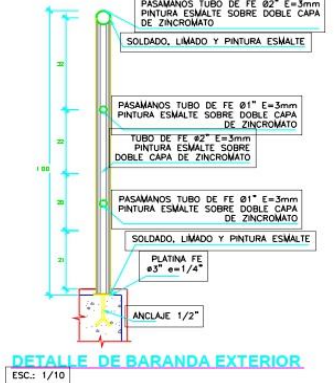 PASAMANOS TUBO DE FE Ø2" E=3mm
PINTURA ESMALTE SOBRE DOBLE CAPA
DE ZINCROMATO
SOLDADO, LIMADO Y PINTURA ESMALTE
PASAMANOS TUBO DE FE Ø1" E=3mm
PINTURA ESMALTE SOBRE DOBLE CAPA
DE ZINCROMATO
TUBO DE FE Ø2" E=3mm
PINTURA ESMALTE SOBRE
DOBLE CAPA DE ZINCROMATO
PASAMANOS TUBO DE FE Ø1" E=3mm
PINTURA ESMALTE SOBRE DOBLE CAPA
DE ZINCROMATO
SOLDADO, LIMADO Y PINTURA ESMALTE
PLATINA FE
Ø3" e=1/4"
ANCLAJE 1/2"
DETALLE DE BARANDA EXTERIOR
ESC.: 1/10